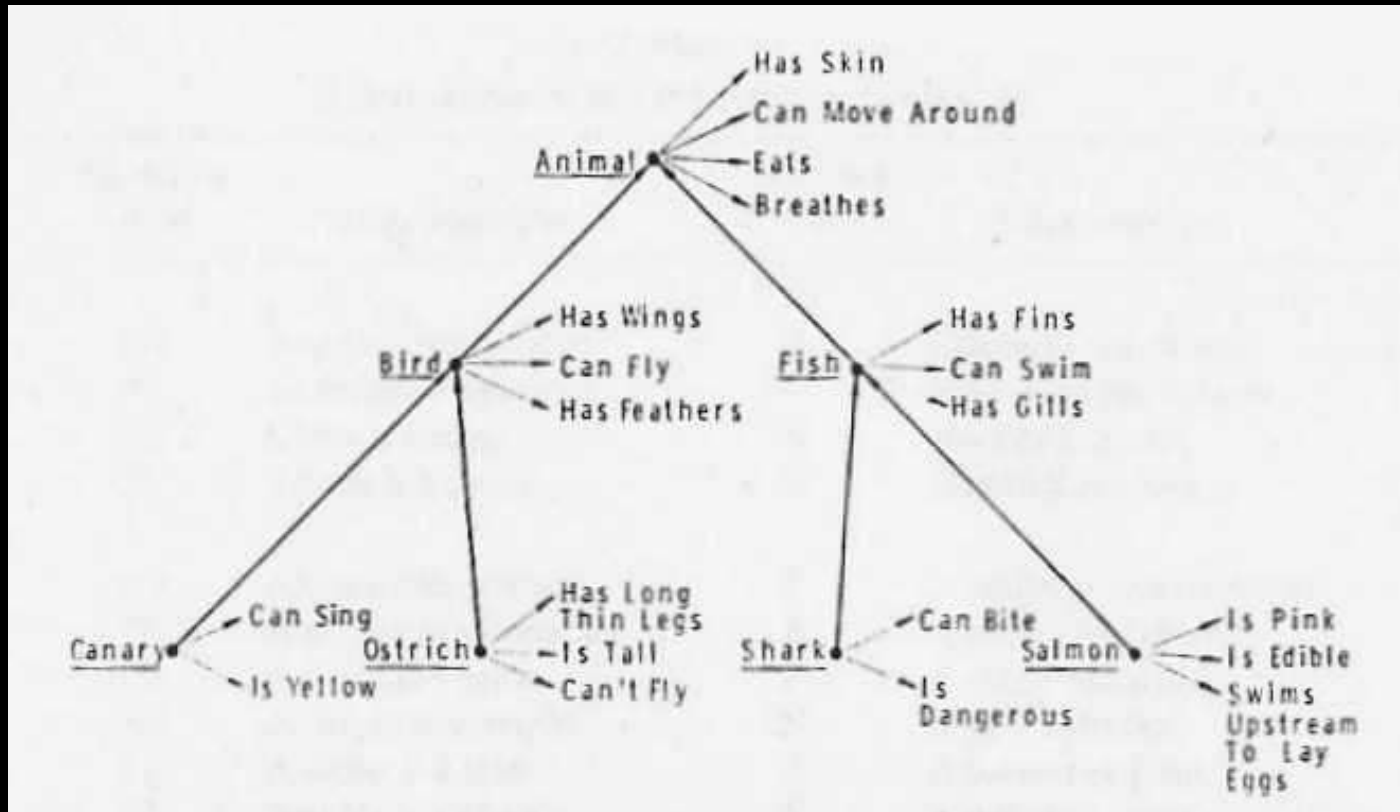 Has Skin
Can Move Around
Animal
Eats
Breathes
Has Wings
Bird
Can Fly
Has Feathers
Has Fins
Fish
Can Swim
Has Gills
Can Sing
Canary
Is Yellow
Has Long
Thin Legs
Ostrich
Is Tall
Can't Fly
Can Bite
Shark
Is
Dangerous
Is Pink
Salmon
Is Edible
Swims
Upstream
To Lay
Eggs